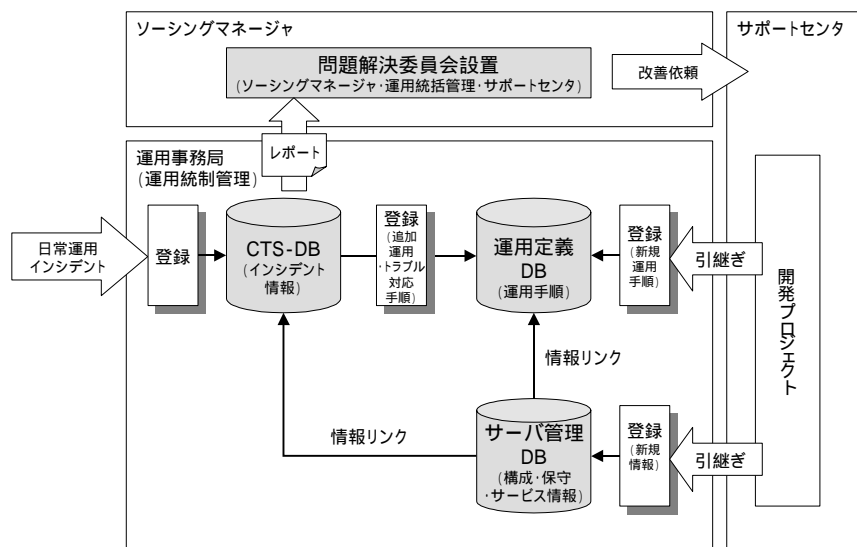 ソーシングマネージャ
サポートセンタ
問題解決委員会設置
(ソーシングマネージャ・運用統括管理・サポートセンタ)
改善依頼
レポート
運用事務局
(運用統制管理)
日常運用
インシデント
登録
CTS-DB
(インシデント
情報)
登録
(追加
運用
・トラブル
対応
手順)
運用定義
DB
(運用手順)
登録
(新規
運用
手順)
引継ぎ
開発プロジェクト
情報リンク
情報リンク
サーバ管理
DB
(構成・保守
・サービス情報)
登録
(新規
情報)
引継ぎ